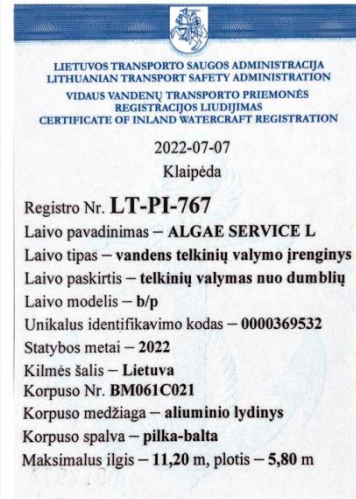 LIETUVOS TRANSPORTO SAUGOS ADMINISTRACIJA
LITHUANIAN TRANSPORT SAFETY ADMINISTRATION
VIDAUS VANDENŲ TRANSPORTO PRIEMONĖS
REGISTRACIJOS LIUDIJIMAS
CERTIFICATE OF INLAND WATERCRAFT REGISTRATION
2022-07-07
Klaipėda
Registro Nr. LT-PI-767
Laivo pavadinimas – ALGAE SERVICE L
Laivo tipas – vandens telkinių valymo įrenginys
Laivo paskirtis – telkinių valymas nuo dumblių
Laivo modelis – b/p
Unikalus identifikavimo kodas – 0000369532
Statybos metai – 2022
Kilmės šalis – Lietuva
Korpuso Nr. BM061C021
Korpuso medžiaga – aliuminio lydinys
Korpuso spalva – pilka-balta
Maksimalus ilgis – 11,20 m, plotis – 5,80 m